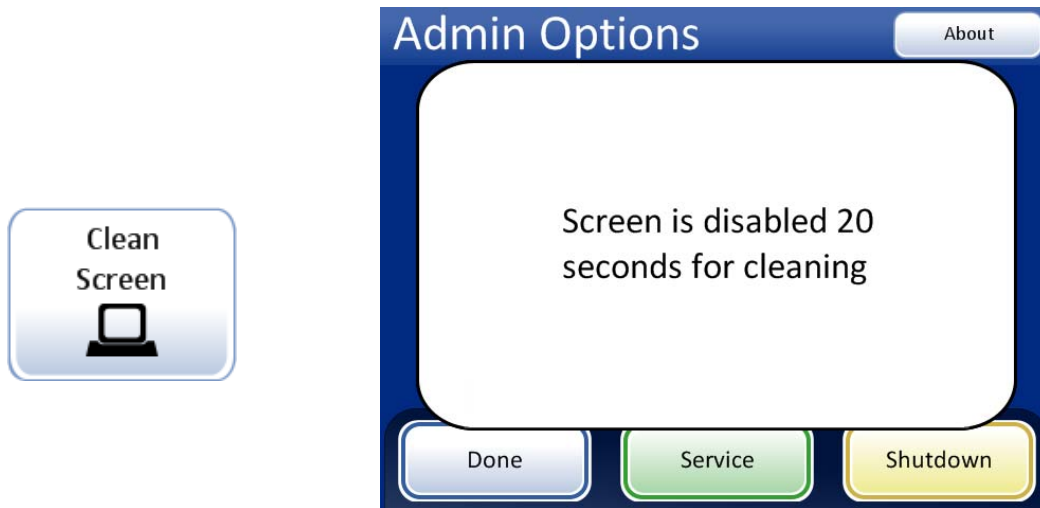 Clean
Screen
Admin Options
About
Screen is disabled 20
seconds for cleaning
Done
Service
Shutdown